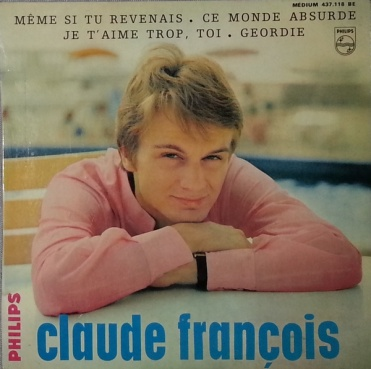 MÉDIUM 437.118 BE
MÊME SI TU REVENAIS . CE MONDE ABSURDE
JE T'AIME TROP, TOI . GEORDIE
PHILIPS
PHILIPS
claude françois